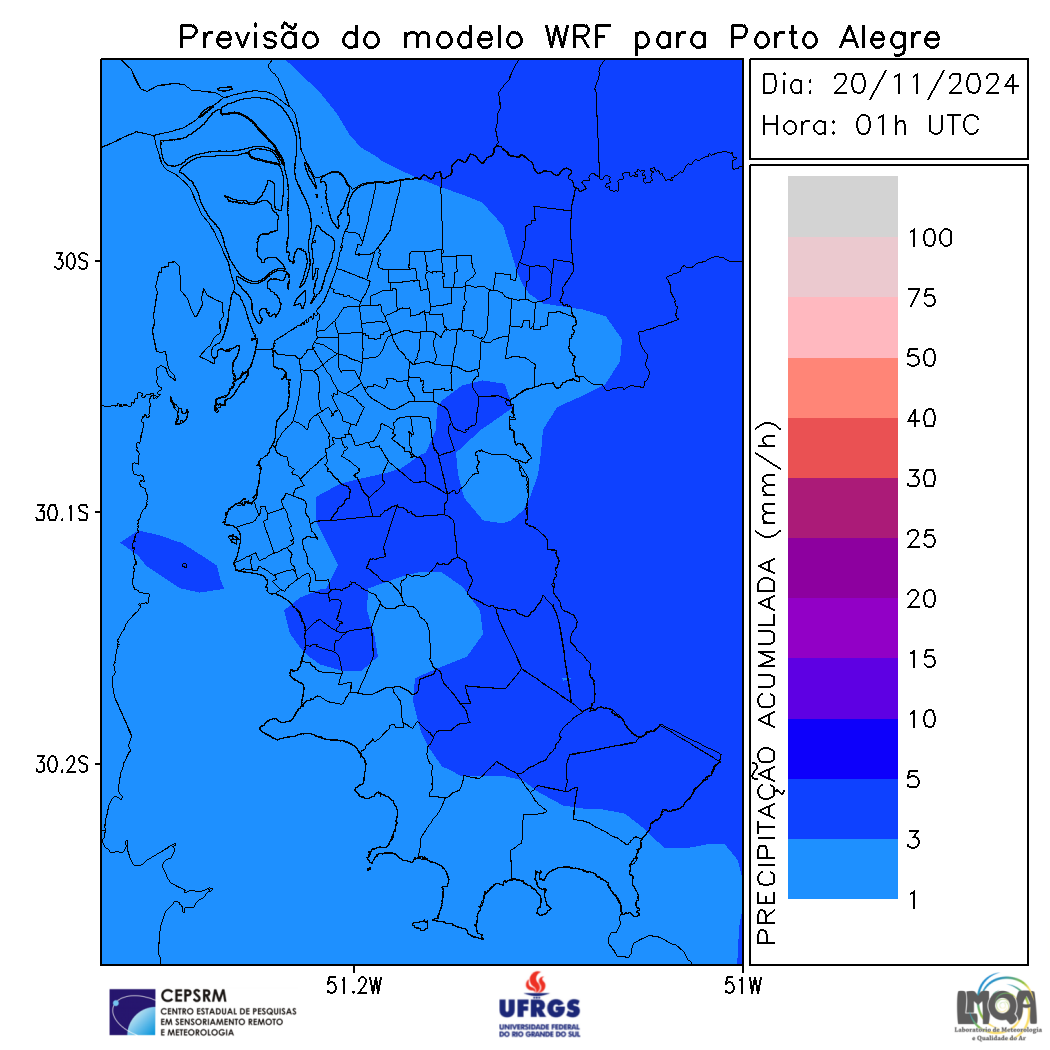 Previsão do modelo WRF para Porto Alegre
Dia: 20/11/2024
Hora: 01h UTC
30S
30.1S
30.2S
51.2W
51W
PRECIPITAÇÃO ACUMULADA (mm/h)
100
75
50
40
30
25
20
15
10
5
3
1
CEPSRM
CENTRO ESTADUAL DE PESQUISAS
EM SENSORIAMENTO REMOTO
E METEOROLOGIA
UFRGS
UNIVERSIDADE FEDERAL
DO RIO GRANDE DO SUL
LMQA
Laboratório de Meteorologia
e Qualidade do Ar